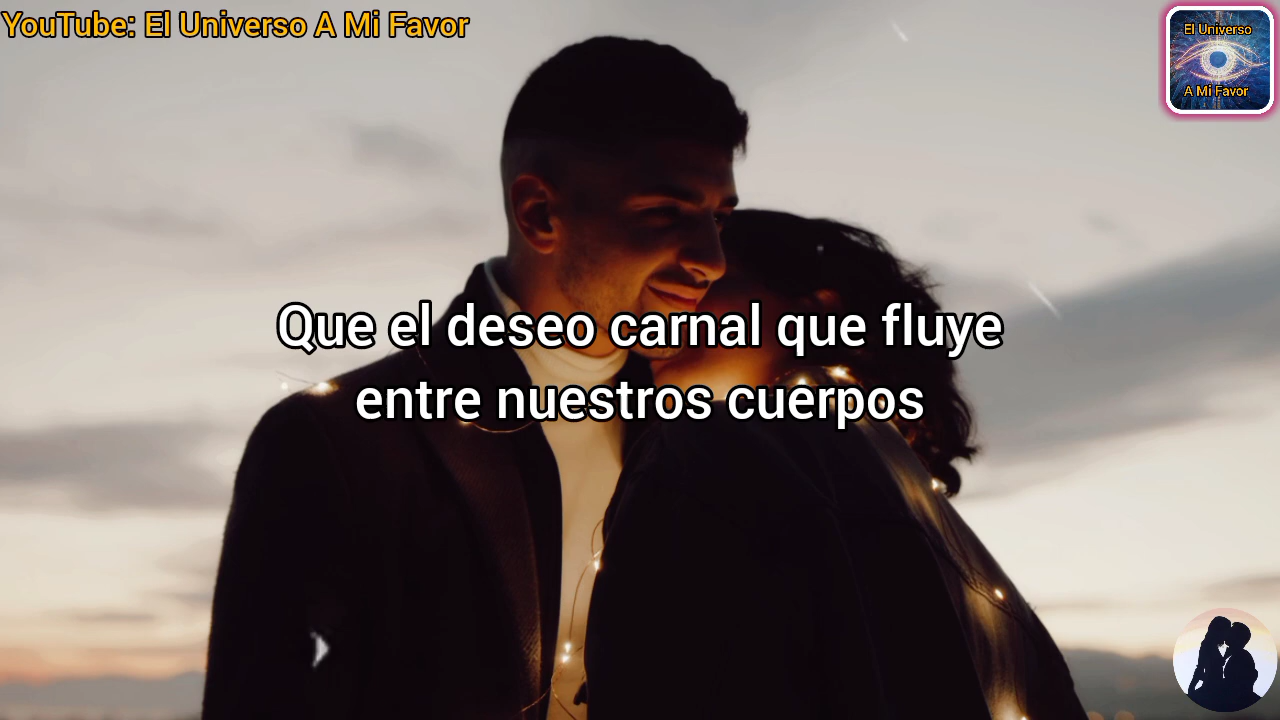 YouTube: El Universo A Mi Favor
El Universo
A Mi Favor
Que el deseo carnal que fluye
entre nuestros cuerpos